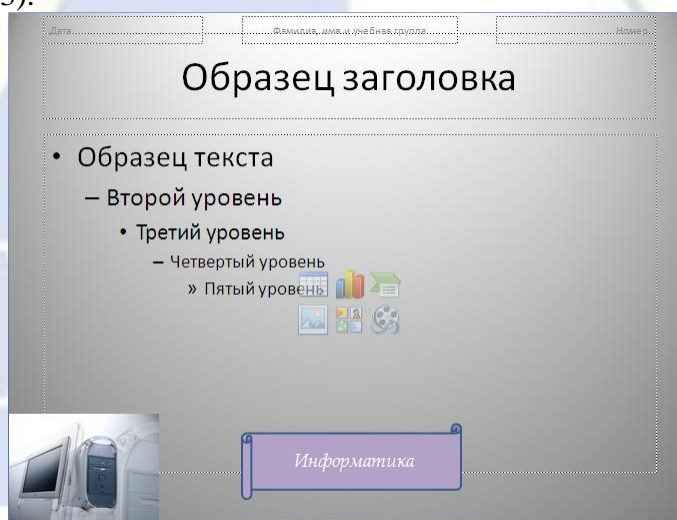 3).
Дата
Фамилия, имя и учебная группа
Номер
Образец заголовка
• Образец текста
– Второй уровень
• Третий уровень
– Четвертый уровень
» Пятый уровень
Информатика